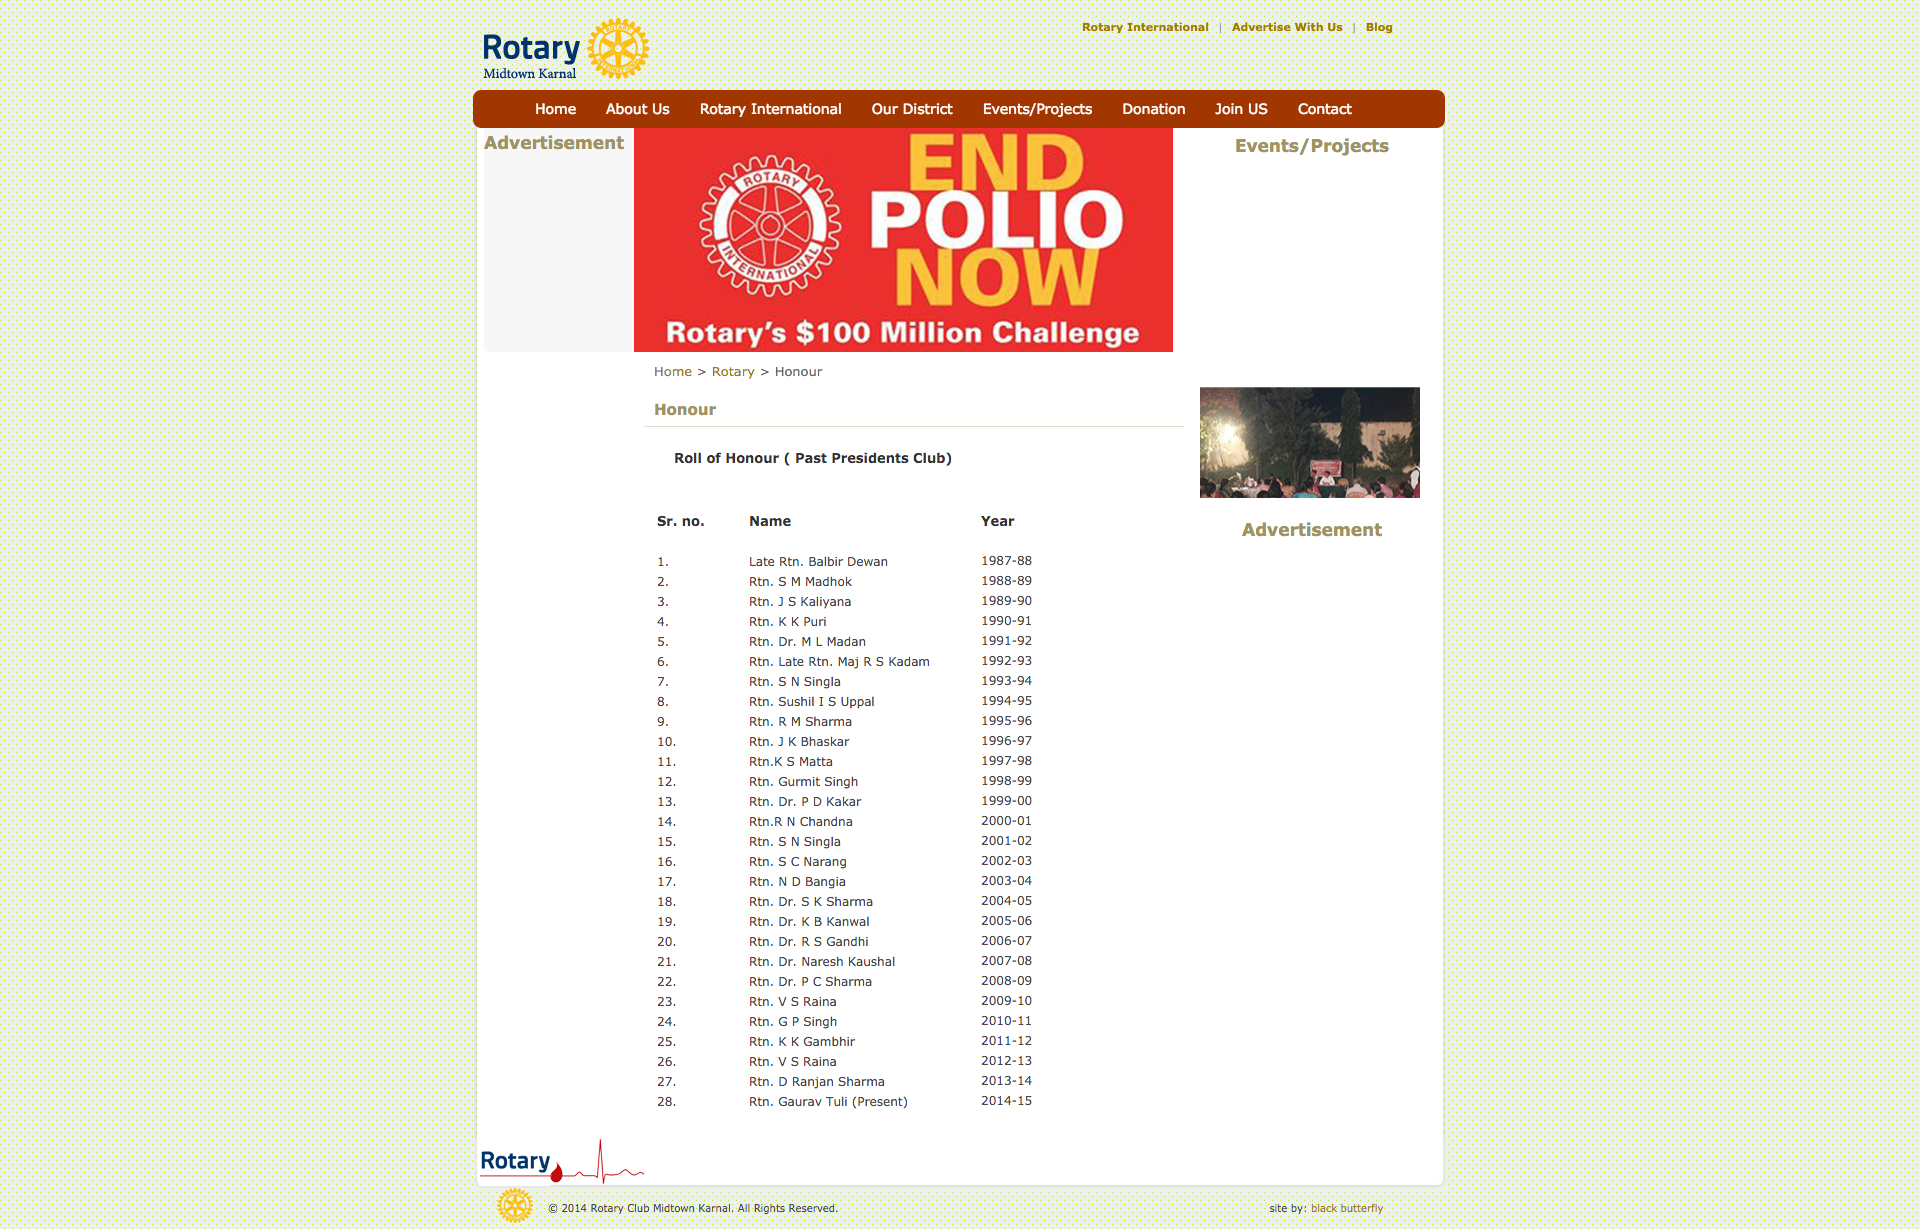 Rotary
Midtown Karnal
Rotary International | Advertise With Us | Blog
Home About Us Rotary International Our District Events/Projects Donation Join US Contact
Advertisement
ROTARY
INTERNATIONAL
END
POLIO
NOW
Rotary's $100 Million Challenge
Events/Projects
Home > Rotary > Honour
Honour
Roll of Honour ( Past Presidents Club)
Advertisement
Sr. no. Name Year
1. Late Rtn. Balbir Dewan 1987-88
2. Rtn. S M Madhok 1988-89
3. Rtn. J S Kaliyana 1989-90
4. Rtn. K K Puri 1990-91
5. Rtn. Dr. M L Madan 1991-92
6. Rtn. Late Rtn. Maj R S Kadam 1992-93
7. Rtn. S N Singla 1993-94
8. Rtn. Sushil I S Uppal 1994-95
9. Rtn. R M Sharma 1995-96
10. Rtn. J K Bhaskar 1996-97
11. Rtn.K S Matta 1997-98
12. Rtn. Gurmit Singh 1998-99
13. Rtn. Dr. P D Kakar 1999-00
14. Rtn.R N Chandna 2000-01
15. Rtn. S N Singla 2001-02
16. Rtn. S C Narang 2002-03
17. Rtn. N D Bangia 2003-04
18. Rtn. Dr. S K Sharma 2004-05
19. Rtn. Dr. K B Kanwal 2005-06
20. Rtn. Dr. R S Gandhi 2006-07
21. Rtn. Dr. Naresh Kaushal 2007-08
22. Rtn. Dr. P C Sharma 2008-09
23. Rtn. V S Raina 2009-10
24. Rtn. G P Singh 2010-11
25. Rtn. K K Gambhir 2011-12
26. Rtn. V S Raina 2012-13
27. Rtn. D Ranjan Sharma 2013-14
28. Rtn. Gaurav Tuli (Present) 2014-15
Rotary
© 2014 Rotary Club Midtown Karnal. All Rights Reserved.
site by: black butterfly